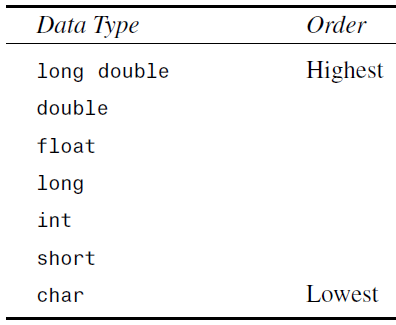 Data Type Order
long double Highest
double
float
long
int
short
char Lowest